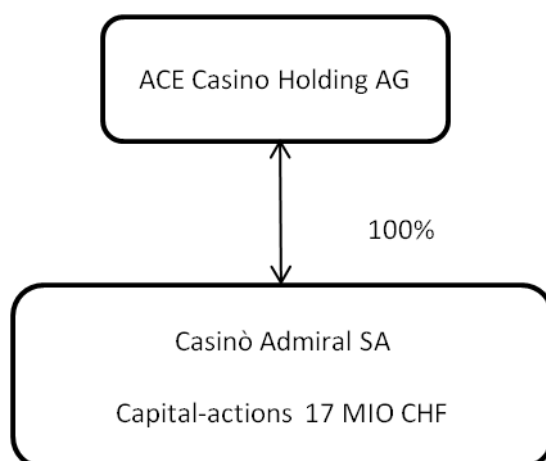 ACE Casino Holding AG
100%
Casinò Admiral SA
Capital-actions 17 MIO CHF